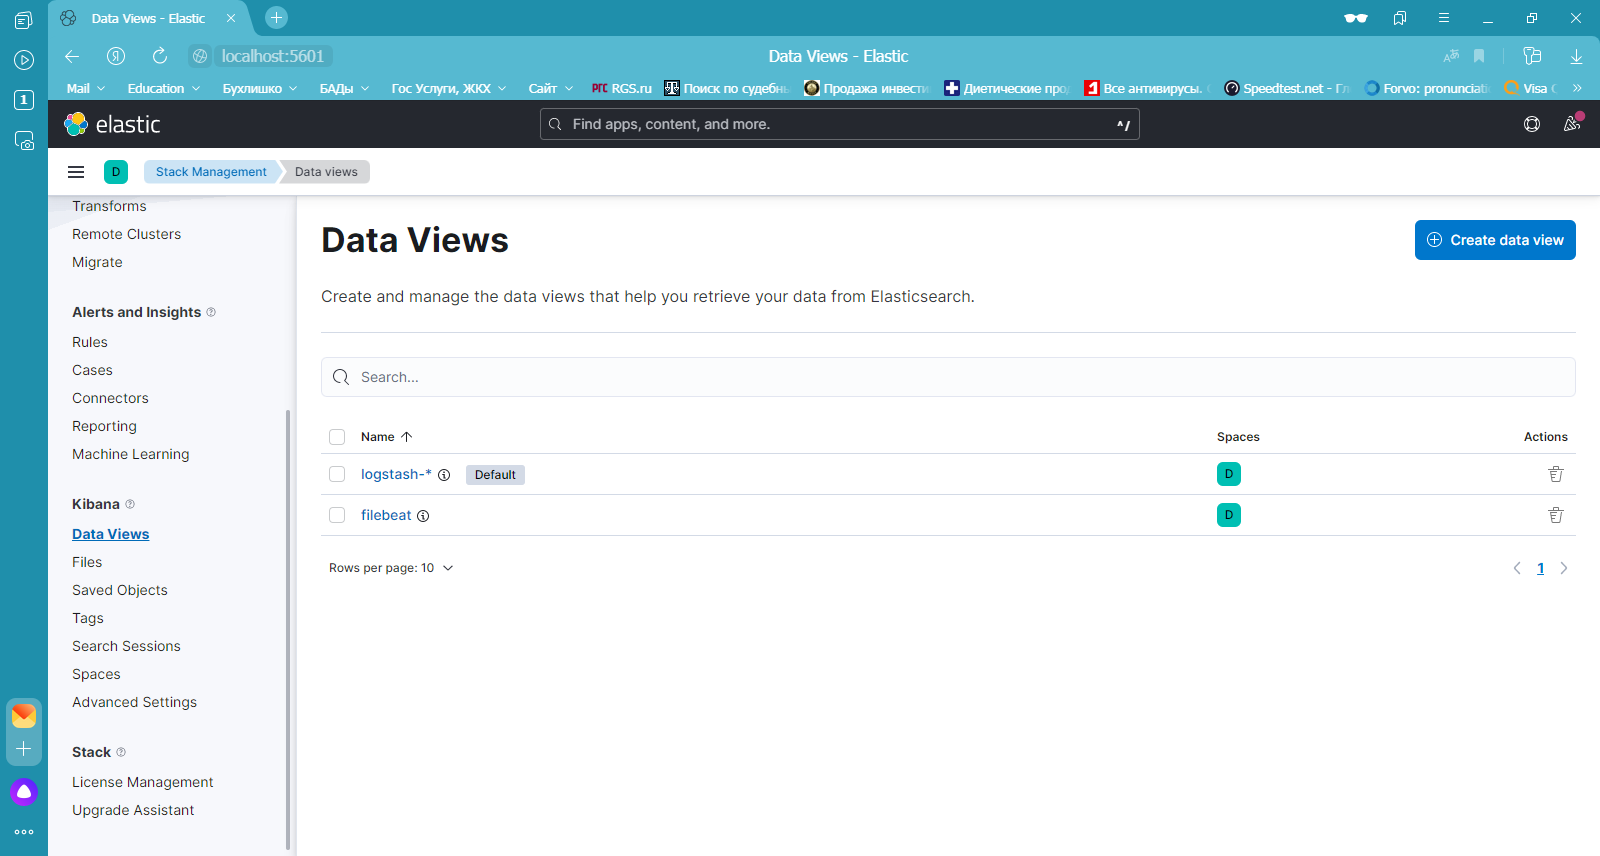 Data Views - Elastic
1
Я
localhost:5601
Data Views - Elastic
Mail
Education
Бухлишко
БАДы
Гос Услуги, ЖКХ
Сайт
РГС RGS.ru
Поиск по судебны
Продажа инвести
Диетические про
Все антивирусы.
Speedtest.net - Гл
Forvo: pronunciati
Visa
elastic
Find apps, content, and more.
^/
D
Stack Management
Data views
Transforms
Remote Clusters
Migrate
Alerts and Insights
Rules
Cases
Connectors
Reporting
Machine Learning
Kibana
Data Views
Files
Saved Objects
Tags
Search Sessions
Spaces
Advanced Settings
Stack
License Management
Upgrade Assistant
Data Views
Create data view
Create and manage the data views that help you retrieve your data from Elasticsearch.
Search...
Name
Spaces
Actions
logstash-*
Default
D
filebeat
D
Rows per page: 10
1